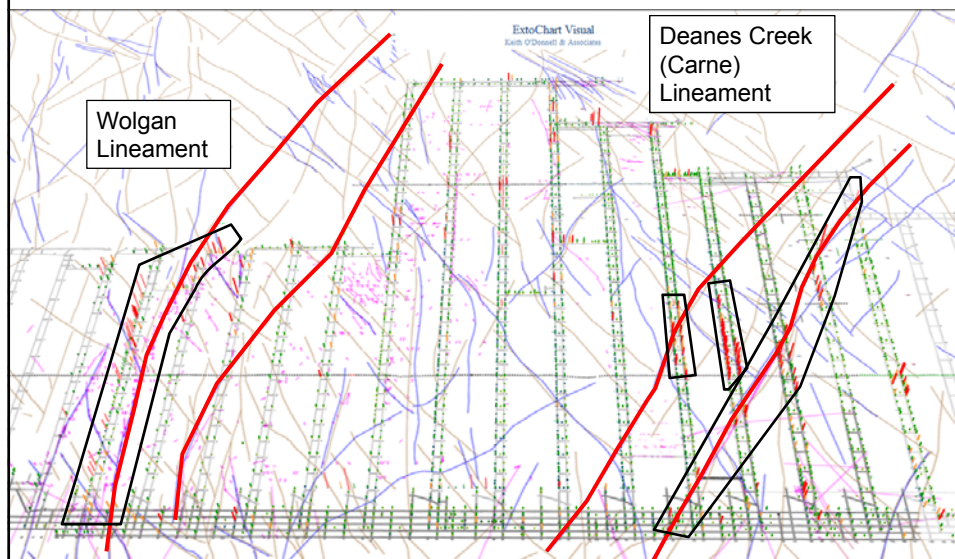 ExtoChart Visual
Keith O'Donnell & Associates
Deanes Creek
(Carne)
Lineament
Wolgan
Lineament